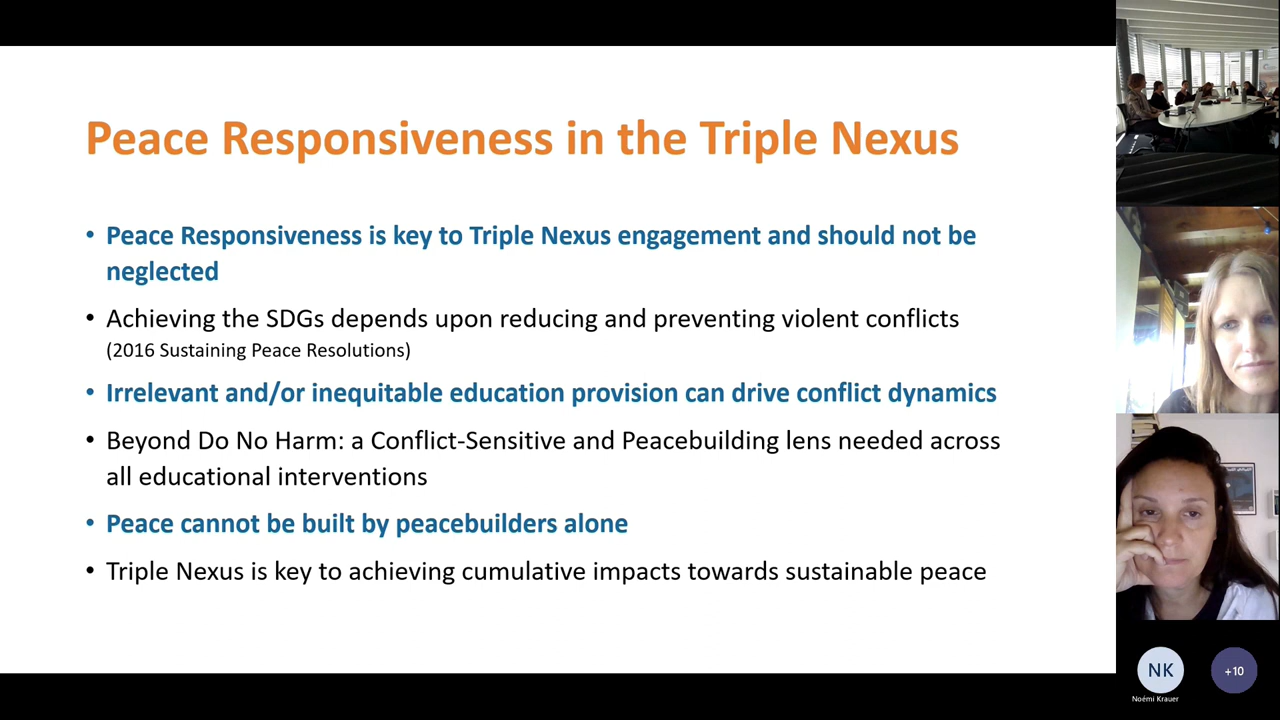 Peace Responsiveness in the Triple Nexus
• Peace Responsiveness is key to Triple Nexus engagement and should not be
neglected
• Achieving the SDGs depends upon reducing and preventing violent conflicts
(2016 Sustaining Peace Resolutions)
• Irrelevant and/or inequitable education provision can drive conflict dynamics
• Beyond Do No Harm: a Conflict-Sensitive and Peacebuilding lens needed across
all educational interventions
• Peace cannot be built by peacebuilders alone
• Triple Nexus is key to achieving cumulative impacts towards sustainable peace
NK
+10
Noémi Krauer